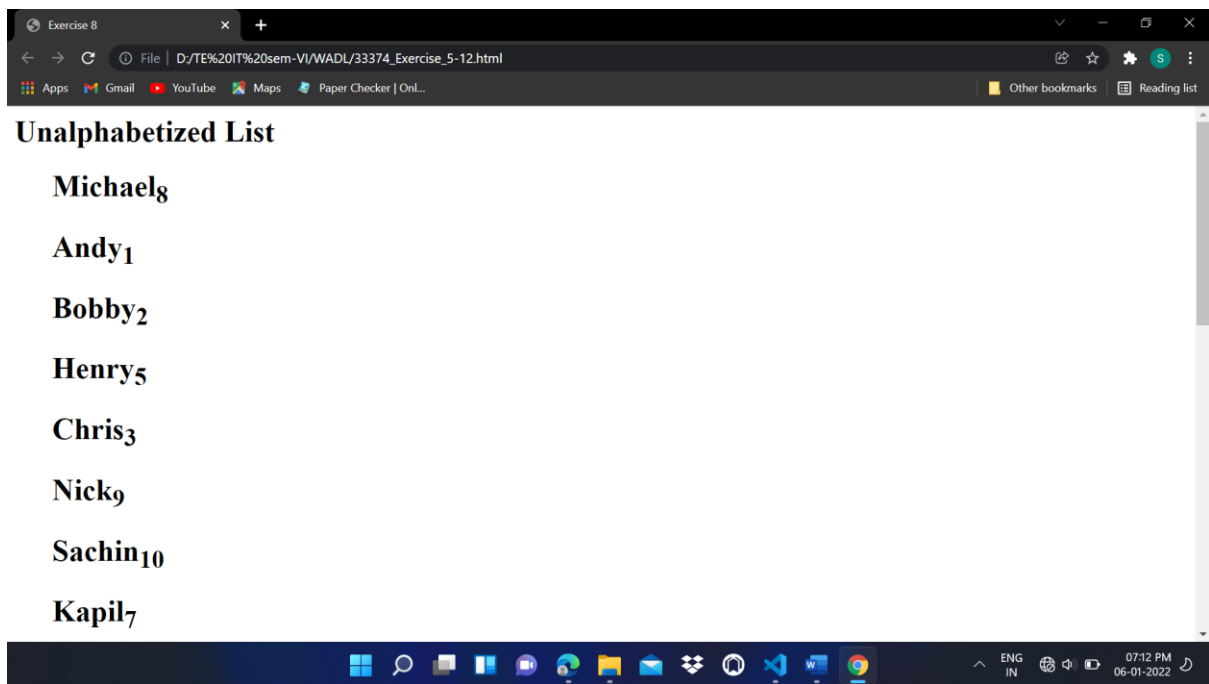 Exercise 8
File | D:/TE%20IT%20sem-VI/WADL/33374_Exercise_5-12.html
S
Apps Gmail YouTube Maps Paper Checker | Onl... Other bookmarks Reading list
Unalphabetized List
Michael8
Andy1
Bobby2
Henry5
Chris3
Nick9
Sachin10
Kapil7
ENG
IN
07:12 PM
06-01-2022